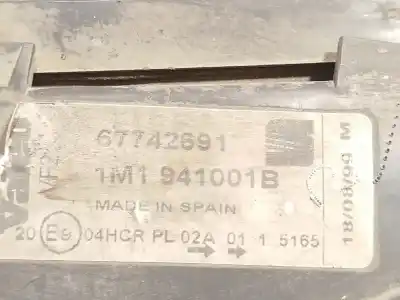 67742691
1M1 941001B
MADE IN SPAIN
20 E9 04HCR PL 02A 01 1 5165
18/08/99 M